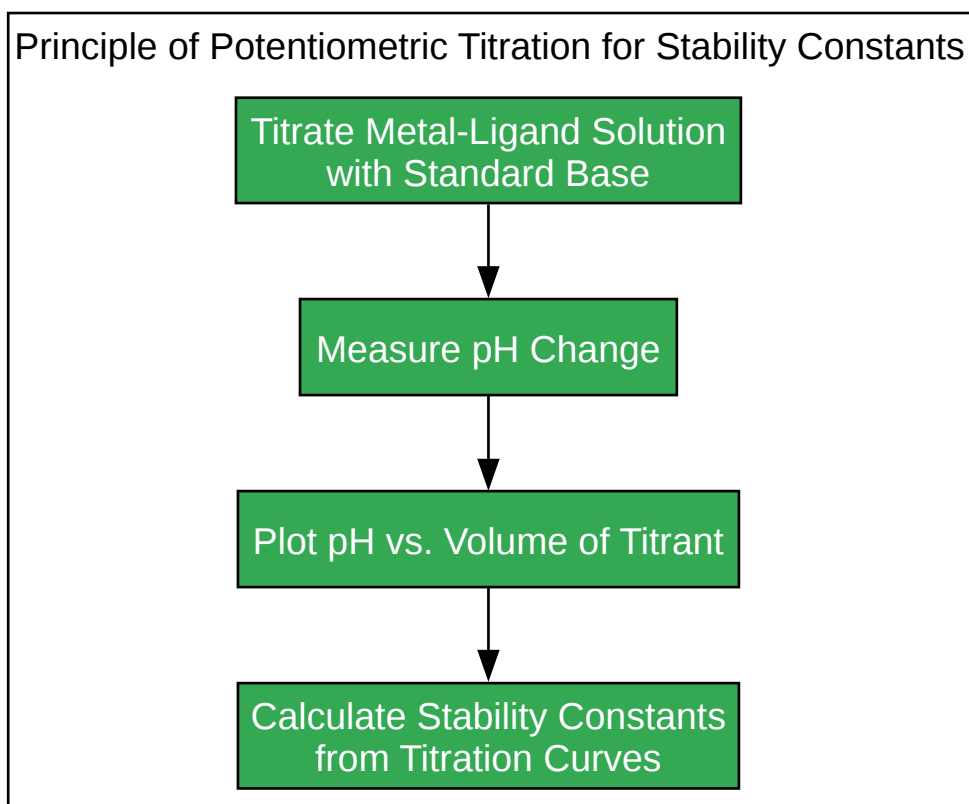 Principle of Potentiometric Titration for Stability Constants
Titrate Metal-Ligand Solution
with Standard Base
Measure pH Change
Plot pH vs. Volume of Titrant
Calculate Stability Constants
from Titration Curves